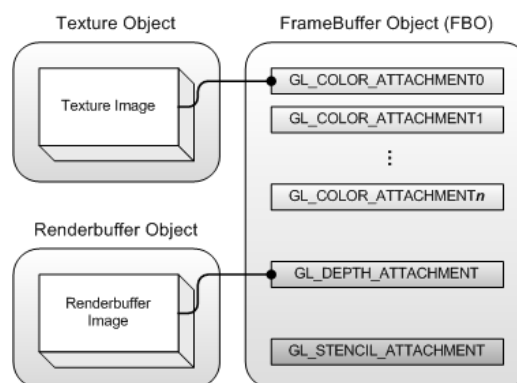 Texture Object
Texture Image
Renderbuffer Object
Renderbuffer
Image
FrameBuffer Object (FBO)
GL_COLOR_ATTACHMENT0
GL_COLOR_ATTACHMENT1
⋮
GL_COLOR_ATTACHMENTn
GL_DEPTH_ATTACHMENT
GL_STENCIL_ATTACHMENT